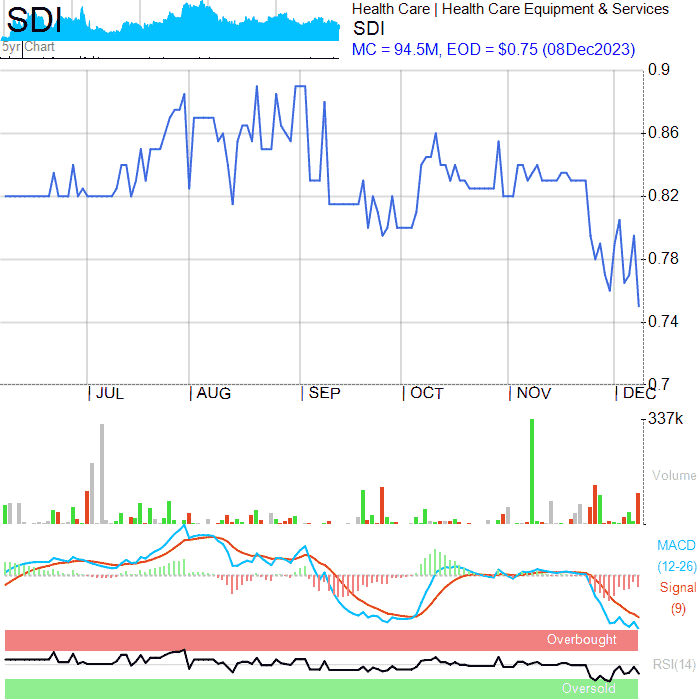 SDI
5yr Chart
Health Care | Health Care Equipment & Services
SDI
MC = 94.5M, EOD = $0.75 (08Dec2023)
0.9
0.86
0.82
0.78
0.74
0.7
JUL AUG SEP OCT NOV DEC
337k
Volume
MACD
(12-26)
Signal
(9)
Overbought
RSI(14)
Oversold